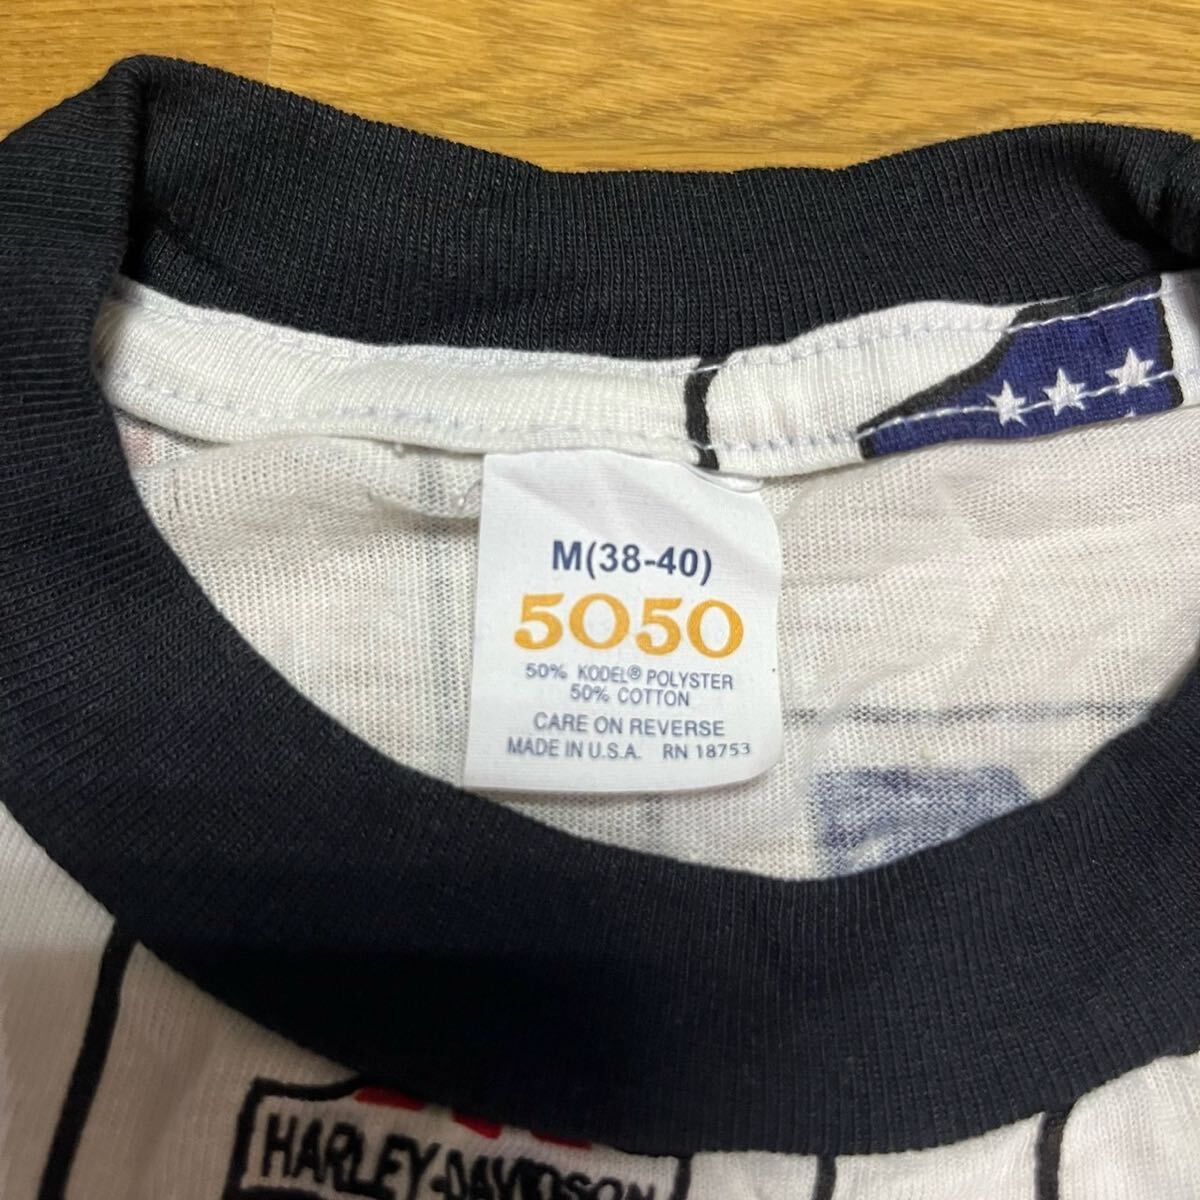 M(38-40)
5050
50% KODEL® POLYSTER
50% COTTON
CARE ON REVERSE
MADE IN U.S.A. RN 18753
HARLEY-DAVIDSON